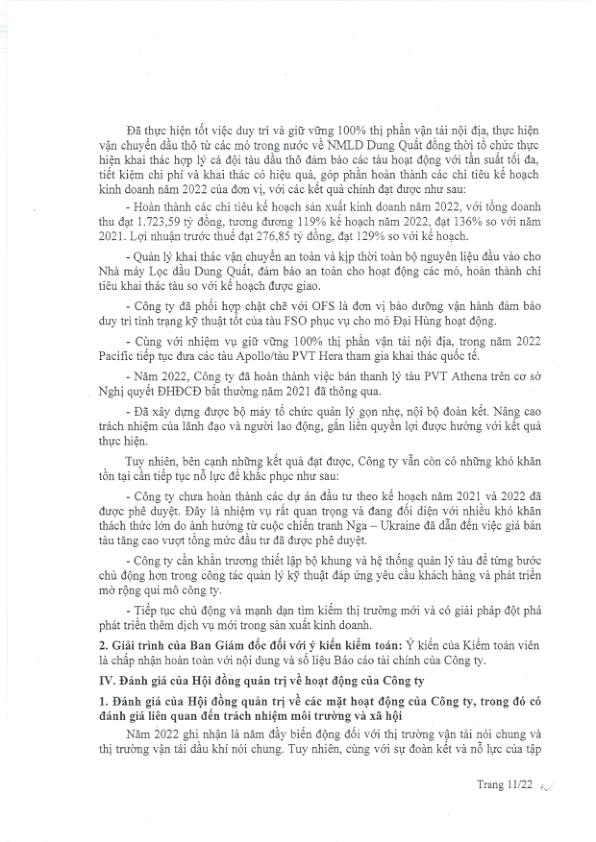 Đã thực hiện tốt việc duy trì và giữ vững 100% thị phần vận tải nội địa, thực hiện
vận chuyển dầu thô từ các mỏ trong nước về NMLD Dung Quất đồng thời tổ chức thực
hiện khai thác hợp lý cả đội tàu dầu thô đảm bảo các tàu hoạt động với tần suất tối đa,
tiết kiệm chi phí và khai thác có hiệu quả, góp phần hoàn thành các chỉ tiêu kế hoạch
kinh doanh năm 2022 của đơn vị, với các kết quả chính đạt được như sau:
- Hoàn thành các chỉ tiêu kế hoạch sản xuất kinh doanh năm 2022, với tổng doanh
thu đạt 1.723,59 tỷ đồng, tương đương 119% kế hoạch năm 2022, đạt 136% so với năm
2021. Lợi nhuận trước thuế đạt 276,85 tỷ đồng, đạt 129% so với kế hoạch.
- Quản lý khai thác vận chuyển an toàn và kịp thời toàn bộ nguyên liệu đầu vào cho
Nhà máy Lọc dầu Dung Quất, đảm bảo an toàn cho hoạt động các mỏ, hoàn thành chỉ
tiêu khai thác tàu so với kế hoạch được giao.
- Công ty đã phối hợp chặt chẽ với OFS là đơn vị bảo dưỡng vận hành đảm bảo
duy trì tình trạng kỹ thuật tốt của tàu FSO phục vụ cho mỏ Đại Hùng hoạt động.
- Cùng với nhiệm vụ giữ vững 100% thị phần vận tải nội địa, trong năm 2022
Pacific tiếp tục đưa các tàu Apollo/tàu PVT Hera tham gia khai thác quốc tế.
- Năm 2022, Công ty đã hoàn thành việc bán thanh lý tàu PVT Athena trên cơ sở
Nghị quyết ĐHĐCĐ bất thường năm 2021 đã thông qua.
- Đã xây dựng được bộ máy tổ chức quản lý gọn nhẹ, nội bộ đoàn kết. Nâng cao
trách nhiệm của lãnh đạo và người lao động, gắn liền quyền lợi được hưởng với kết quả
thực hiện.
Tuy nhiên, bên cạnh những kết quả đạt được, Công ty vẫn còn có những khó khăn
tồn tại cần tiếp tục nỗ lực để khắc phục như sau:
- Công ty chưa hoàn thành các dự án đầu tư theo kế hoạch năm 2021 và 2022 đã
được phê duyệt. Đây là nhiệm vụ rất quan trọng và đang đối diện với nhiều khó khăn
thách thức lớn do ảnh hưởng từ cuộc chiến tranh Nga – Ukraine đã dẫn đến việc giá bán
tàu tăng cao vượt tổng mức đầu tư đã được phê duyệt.
- Công ty cần khẩn trương thiết lập bộ khung và hệ thống quản lý tàu để từng bước
chủ động hơn trong công tác quản lý kỹ thuật đáp ứng yêu cầu khách hàng và phát triển
mở rộng qui mô công ty.
- Tiếp tục chủ động và mạnh dạn tìm kiếm thị trường mới và có giải pháp đột phá
phát triển thêm dịch vụ mới trong sản xuất kinh doanh.
2. Giải trình của Ban Giám đốc đối với ý kiến kiểm toán: Ý kiến của Kiểm toán viên
là chấp nhận hoàn toàn với nội dung và số liệu Báo cáo tài chính của Công ty.
IV. Đánh giá của Hội đồng quản trị về hoạt động của Công ty
1. Đánh giá của Hội đồng quản trị về các mặt hoạt động của Công ty, trong đó có
đánh giá liên quan đến trách nhiệm môi trường và xã hội
Năm 2022 ghi nhận là năm đầy biến động đối với thị trường vận tải nói chung và
thị trường vận tải dầu khí nói chung. Tuy nhiên, cùng với sự đoàn kết và nỗ lực của tập
Trang 11/22